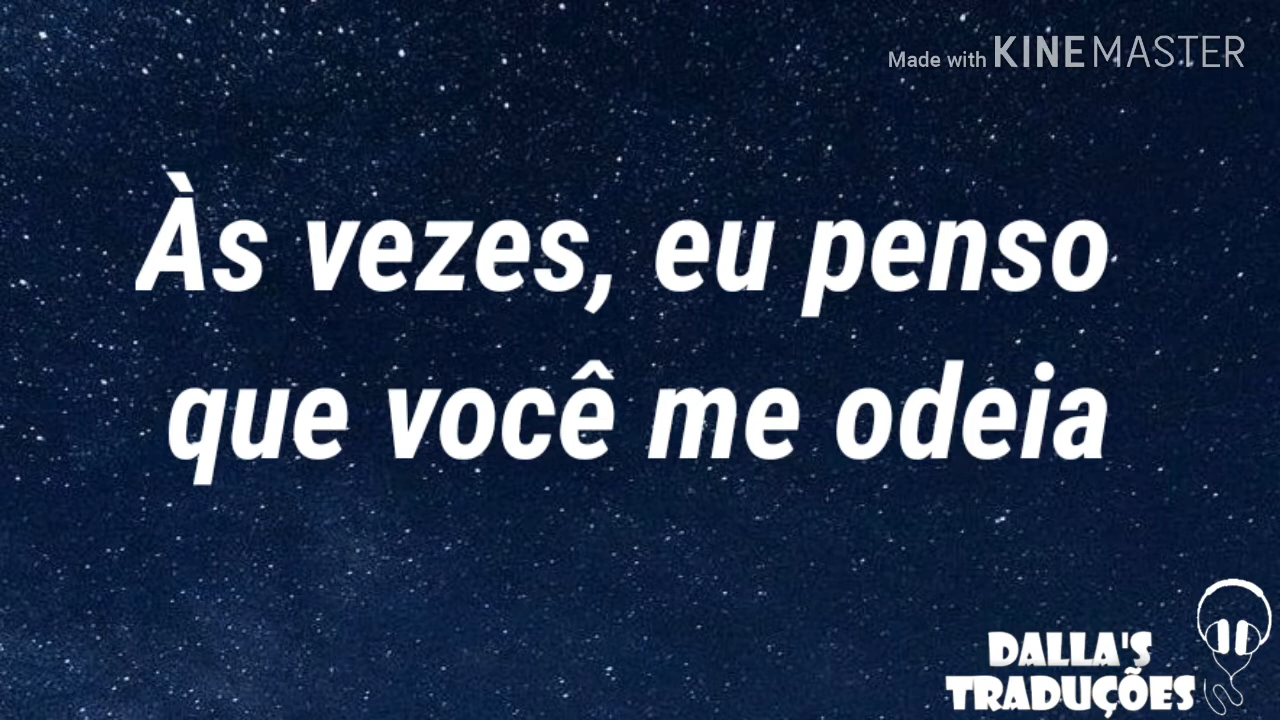 Made with KINEMASTER
Às vezes, eu penso
que você me odeia
DALLA'S
TRADUÇÕES